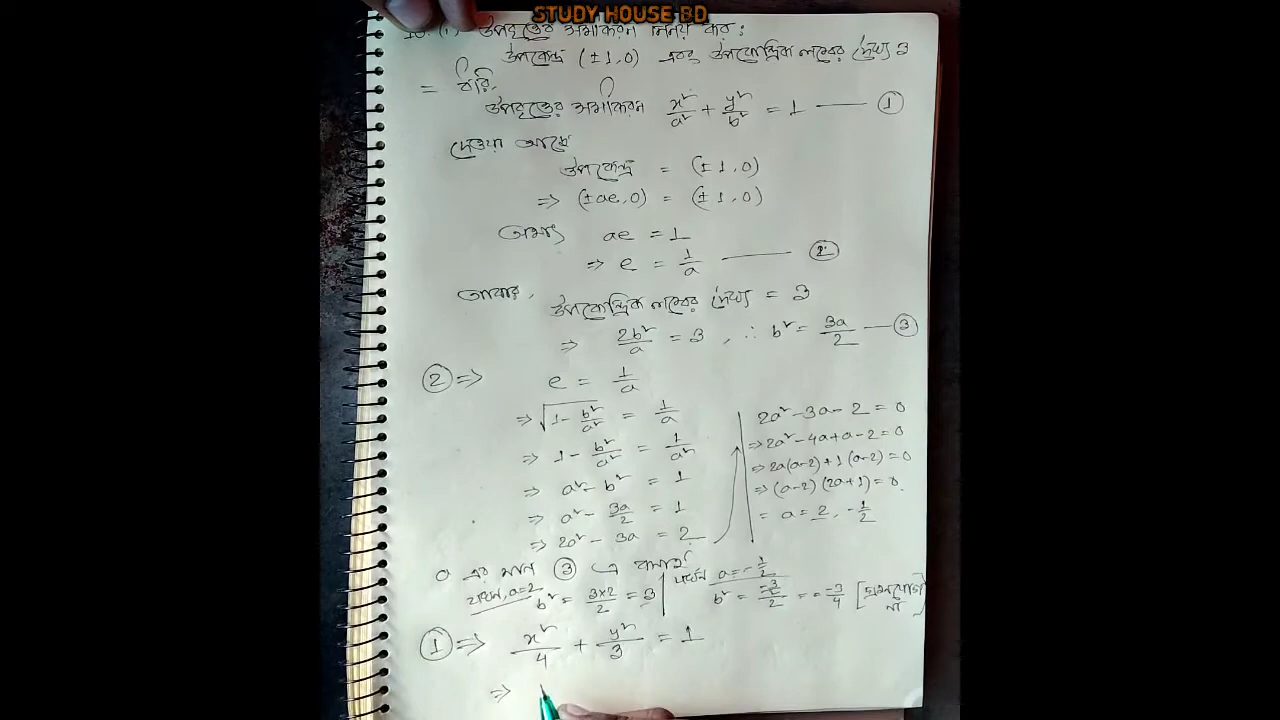 STUDY HOUSE BD
10. (i) উপবৃত্তের সমীকরণ নির্ণয় কর:
উপকেন্দ্র (±1,0) এবং উপকেন্দ্রিক লম্বের দৈর্ঘ্য 3
=
উপবৃত্তের সমীকরণ x²/a² + y²/b² = 1 —— ①
দেওয়া আছে
উপকেন্দ্র = (±1,0)
⇒ (±ae,0) = (±1,0)
অর্থাৎ ae = 1
⇒ e = 1/a —— ②
আবার, উপকেন্দ্রিক লম্বের দৈর্ঘ্য = 3
⇒ 2b²/a = 3, ∴ b² = 3a/2 — ③
② ⇒ e = 1/a
⇒ √(1 - b²/a²) = 1/a
⇒ 1 - b²/a² = 1/a²
⇒ a² - b² = 1
⇒ a² - 3a/2 = 1
⇒ 2a² - 3a = 2
2a² - 3a - 2 = 0
⇒ 2a² - 4a + a - 2 = 0
⇒ 2a(a-2) + 1(a-2) = 0
⇒ (a-2) (2a+1) = 0
= a = 2, -1/2
a এর মান ③ এ বসাই
যখন, a=2
b² = 3×2/2 = 3
যখন a = -1/2
b² = (-3/2)/2 = -3/4 [গ্রহণযোগ্য না]
① ⇒ x²/4 + y²/3 = 1
⇒